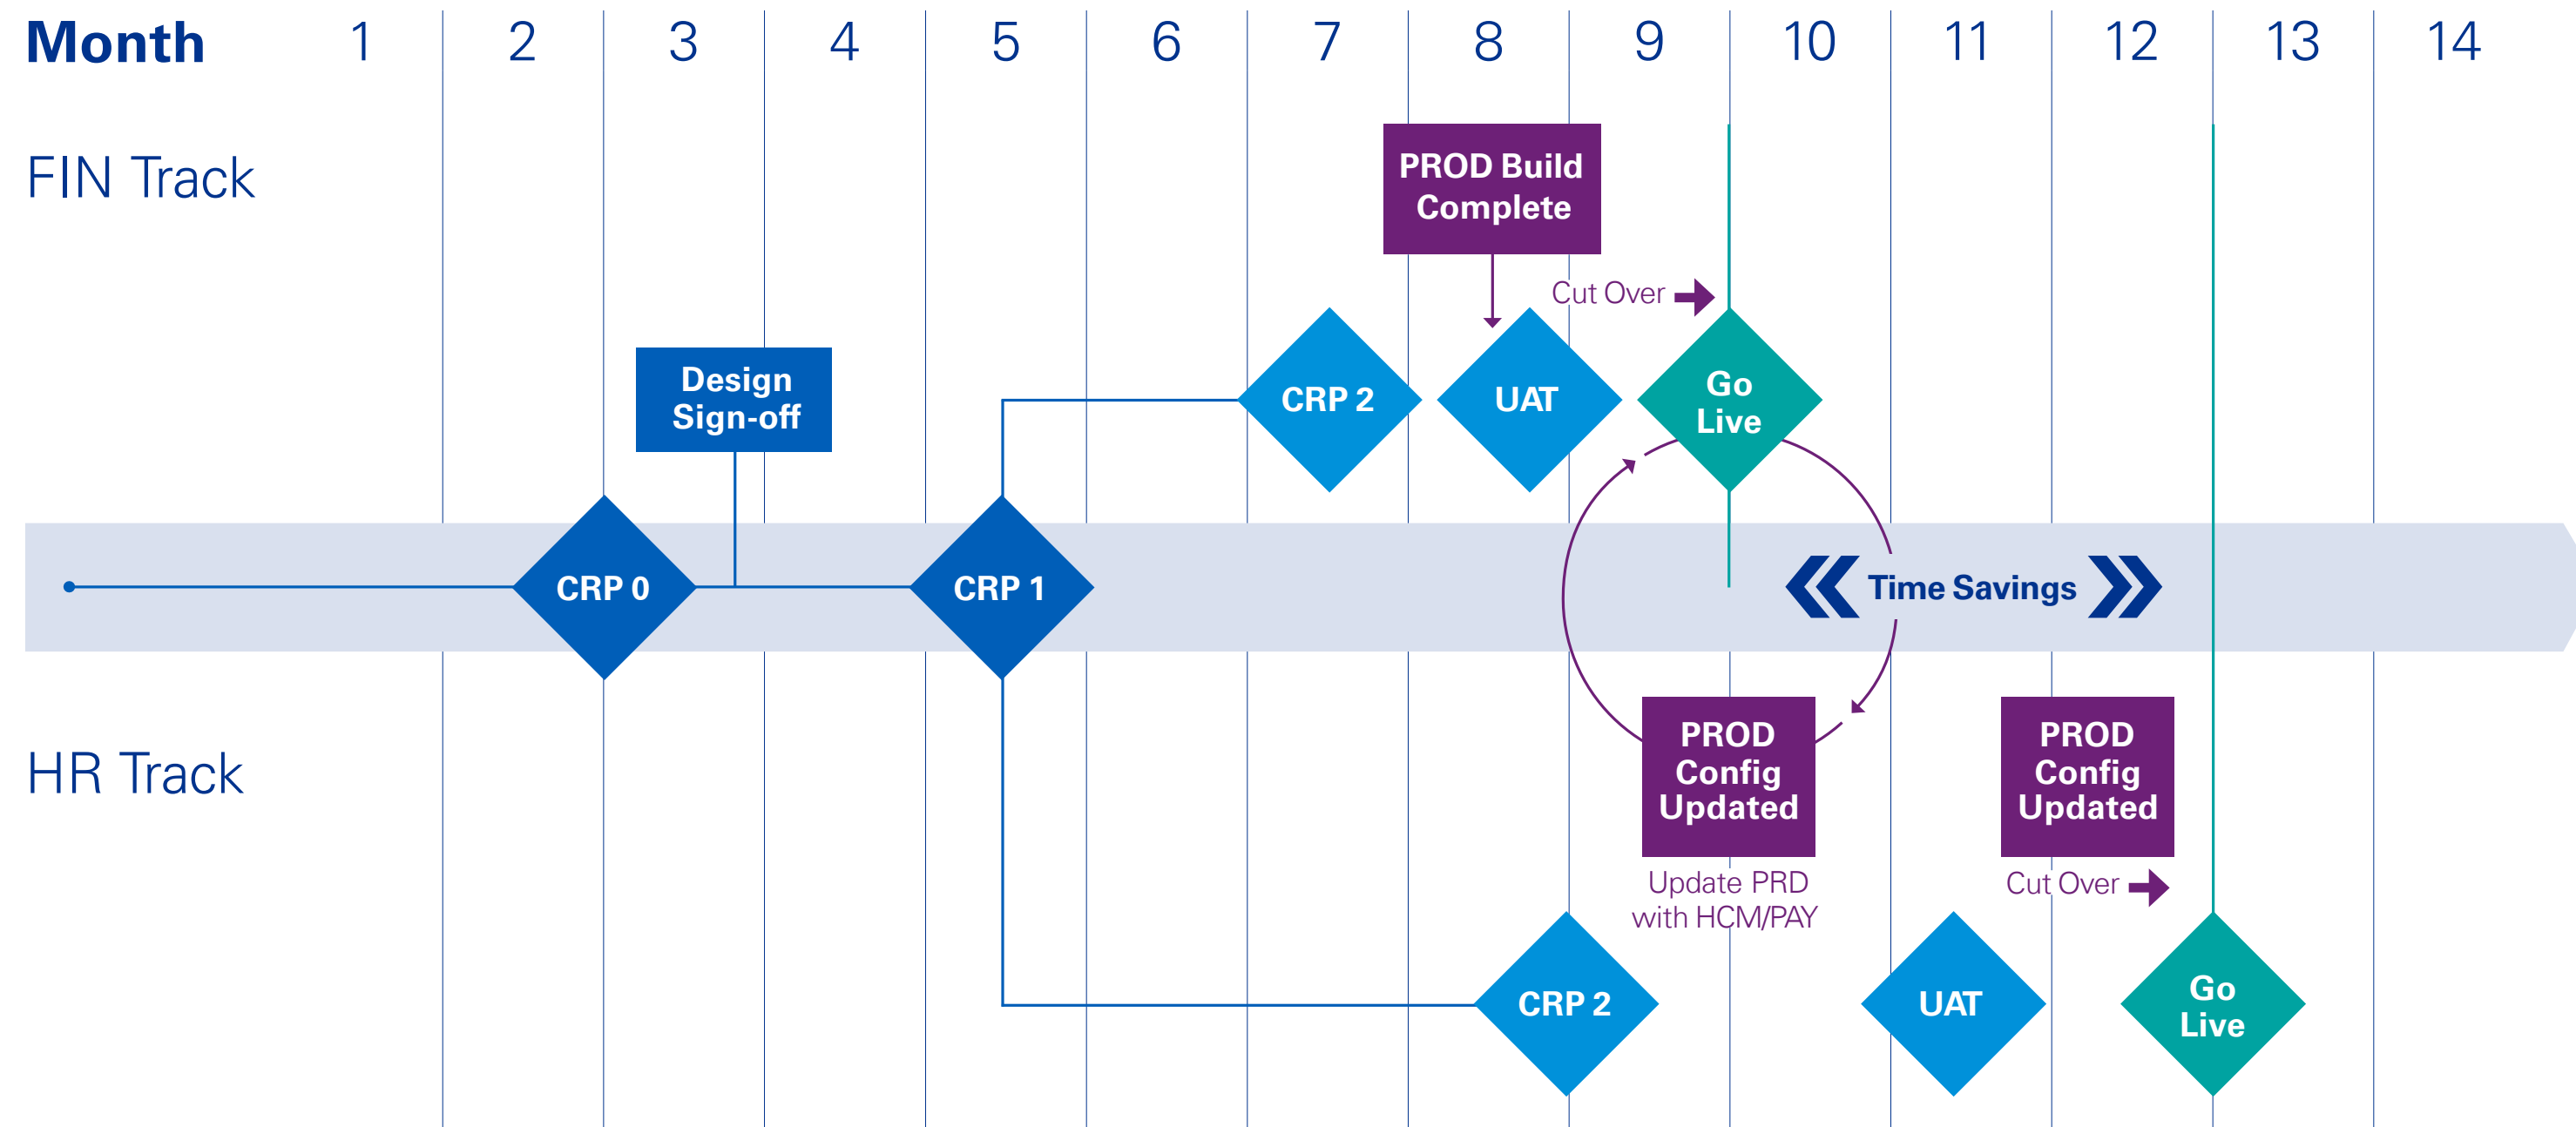 Month 1 2 3 4 5 6 7 8 9 10 11 12 13 14
FIN Track
PROD Build
Complete
Cut Over
Design
Sign-off
CRP 2
UAT
Go
Live
CRP 0
CRP 1
Time Savings
HR Track
PROD
Config
Updated
Update PRD
with HCM/PAY
PROD
Config
Updated
Cut Over
CRP 2
UAT
Go
Live